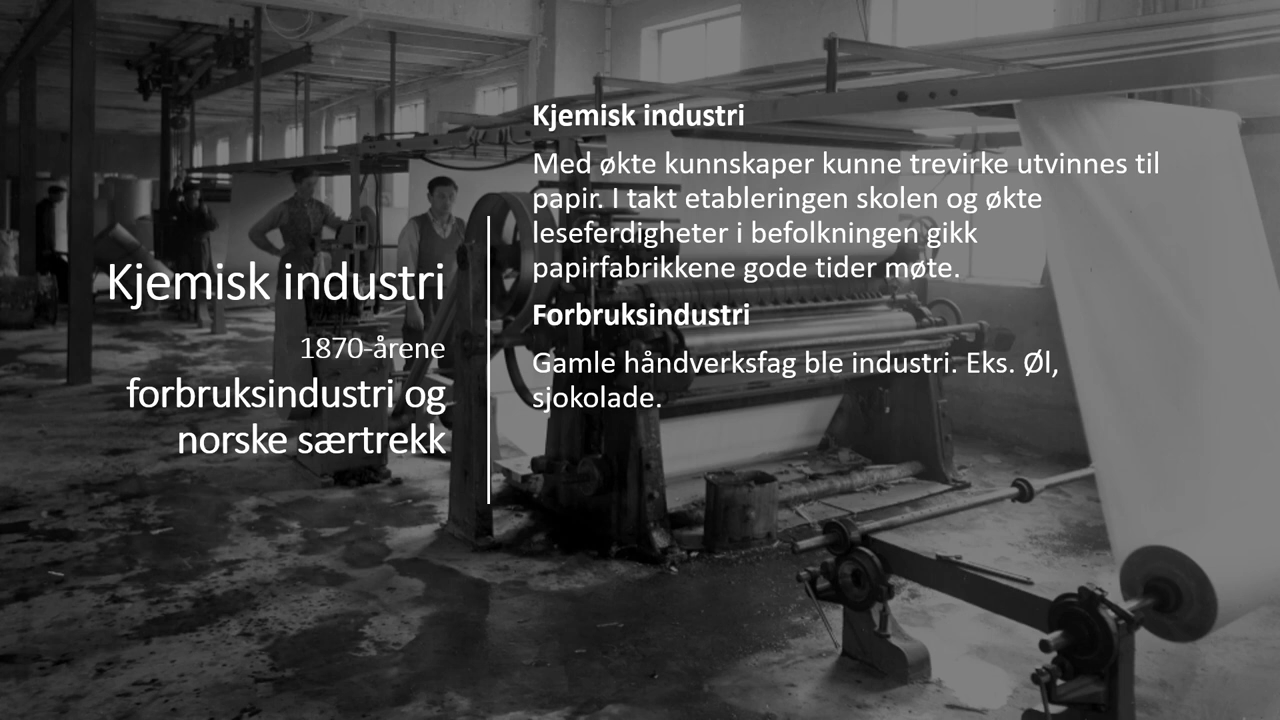 Kjemisk industri
1870-årene
forbruksindustri og
norske særtrekk
Kjemisk industri
Med økte kunnskaper kunne trevirke utvinnes til
papir. I takt etableringen skolen og økte
leseferdigheter i befolkningen gikk
papirfabrikkene gode tider møte.
Forbruksindustri
Gamle håndverksfag ble industri. Eks. Øl,
sjokolade.